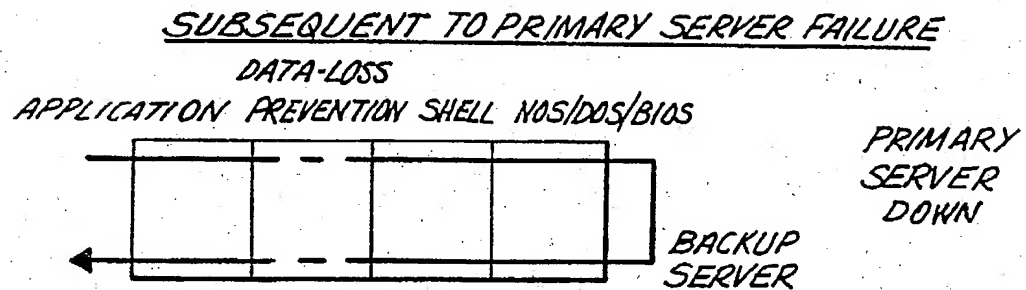 SUBSEQUENT TO PRIMARY SERVER FAILURE
DATA-LOSS
APPLICATION PREVENTION SHELL NOS/DOS/BIOS
PRIMARY
SERVER
DOWN
BACKUP
SERVER